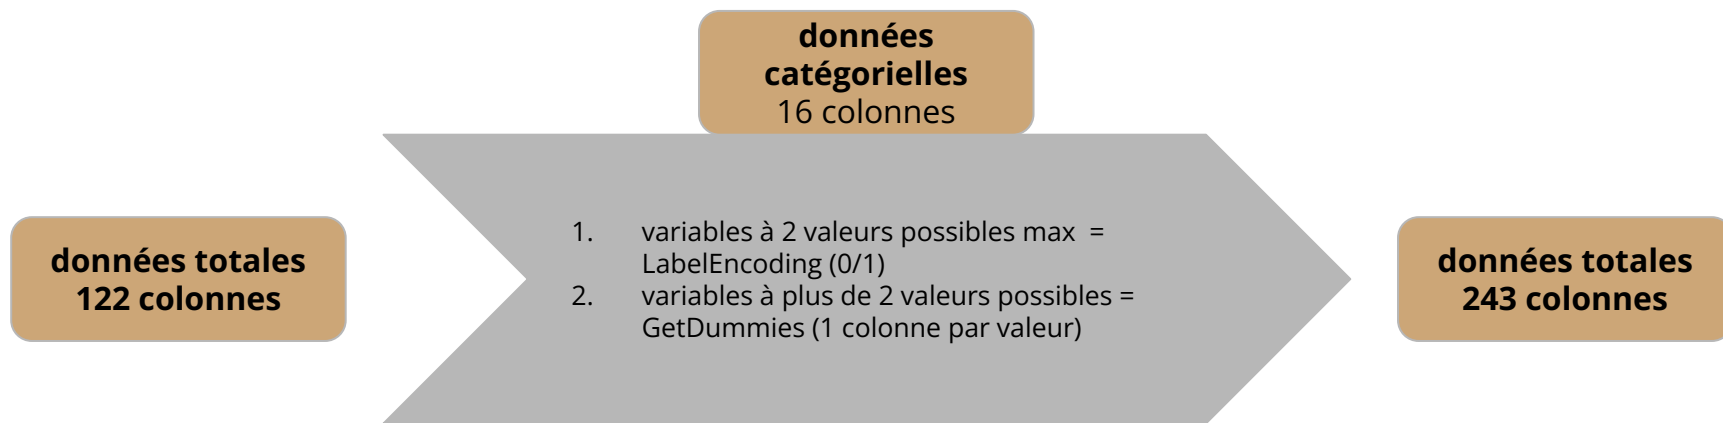 données
catégorielles
16 colonnes
données totales
122 colonnes
1. variables à 2 valeurs possibles max =
LabelEncoding (0/1)
2. variables à plus de 2 valeurs possibles =
GetDummies (1 colonne par valeur)
données totales
243 colonnes